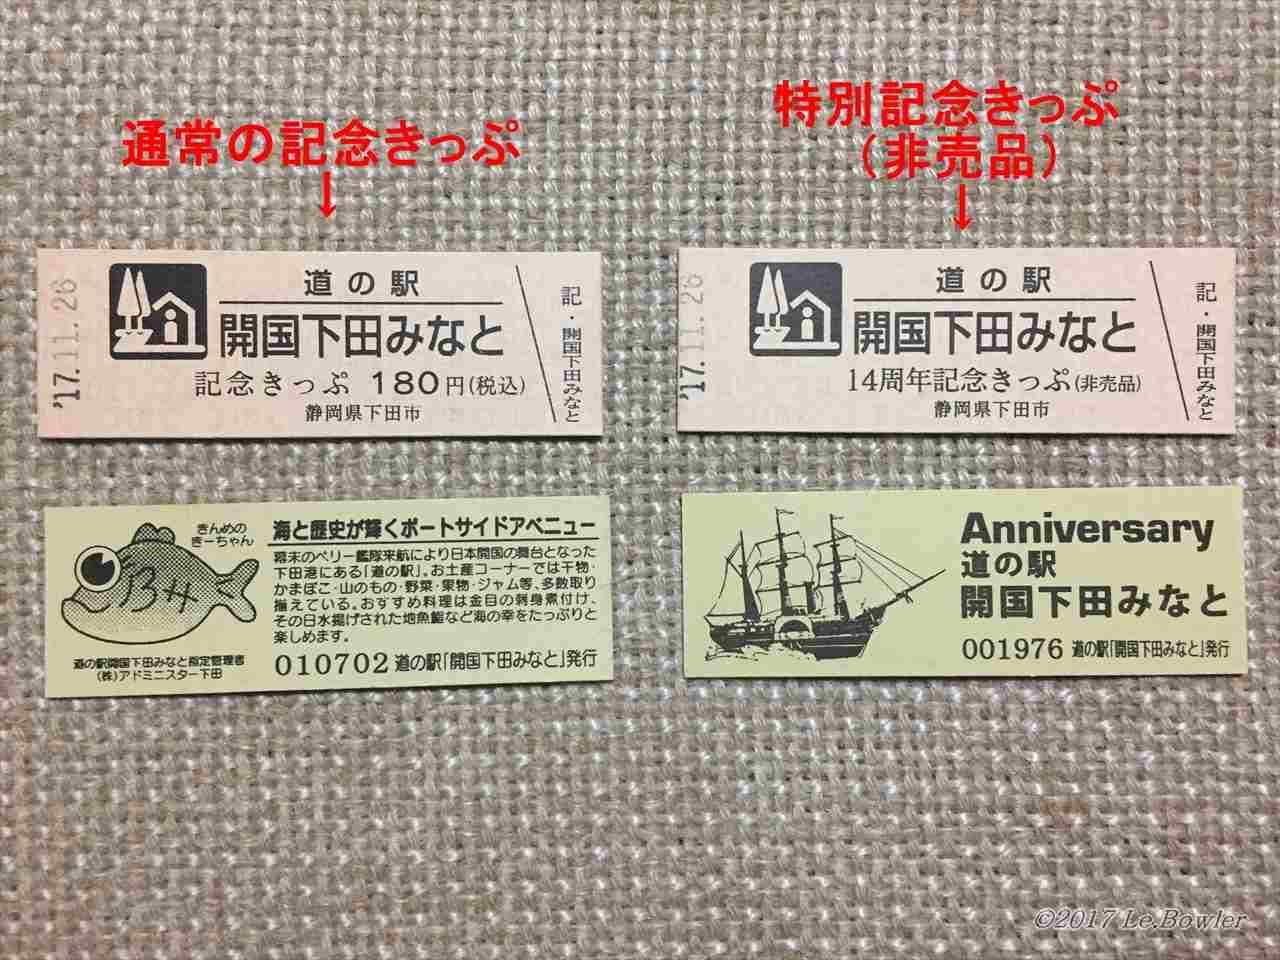 通常の記念きっぷ
↓
特別記念きっぷ
(非売品)
↓
'17.11.26
道の駅
開国下田みなと
記念きっぷ 180円(税込)
静岡県下田市
記・開国下田みなと
'17.11.26
道の駅
開国下田みなと
14周年記念きっぷ(非売品)
静岡県下田市
記・開国下田みなと
きんめの
きーちゃん
道の駅開国下田みなと指定管理者
(株)アドミニスター下田
海と歴史が輝くポートサイドアベニュー
幕末のペリー艦隊来航により日本開国の舞台となった
下田港にある「道の駅」。お土産コーナーでは干物・
かまぼこ・山のもの・野菜・果物・ジャム等、多数取り
揃えている。おすすめ料理は金目の刺身煮付け、
その日水揚げされた地魚鮨など海の幸をたっぷりと
楽しめます。
010702 道の駅「開国下田みなと」発行
Anniversary
道の駅
開国下田みなと
001976 道の駅「開国下田みなと」発行
©2017 Le.Bowler